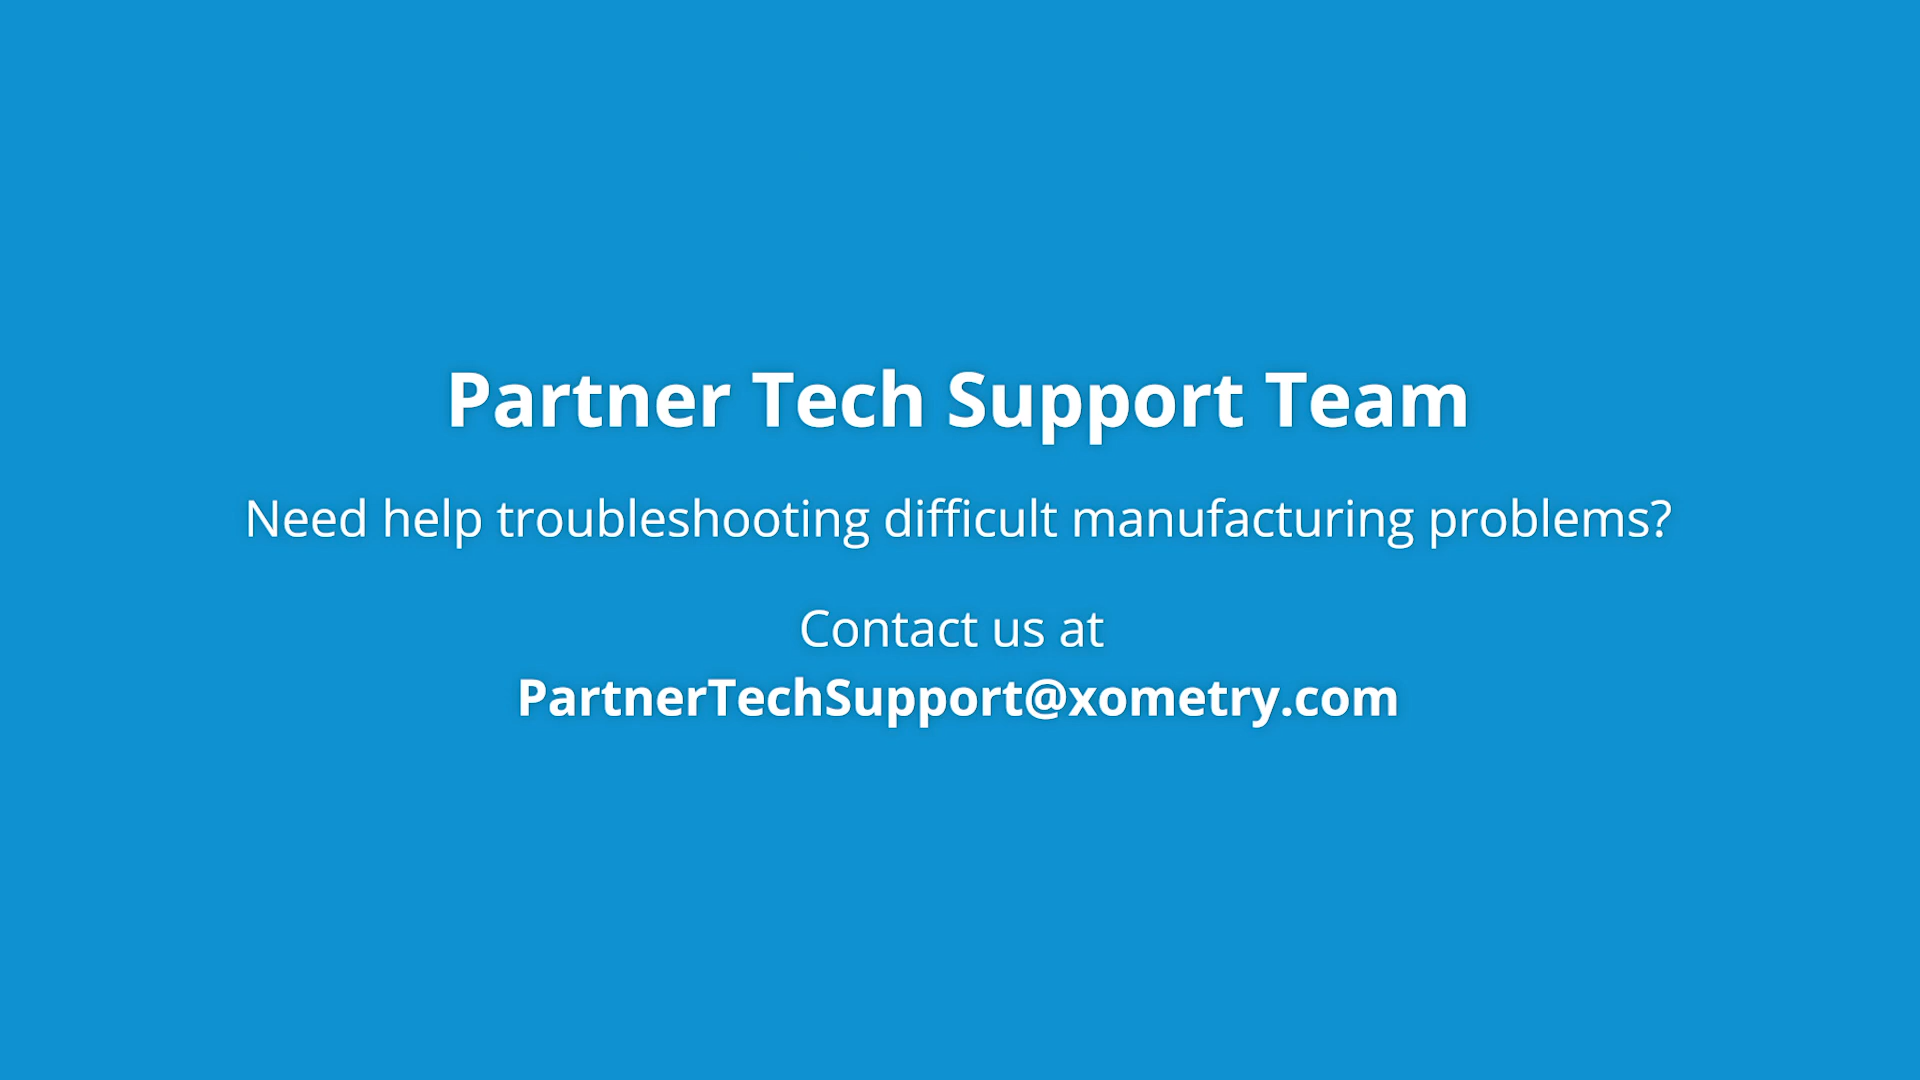 Partner Tech Support Team
Need help troubleshooting difficult manufacturing problems?
Contact us at
PartnerTechSupport@xometry.com